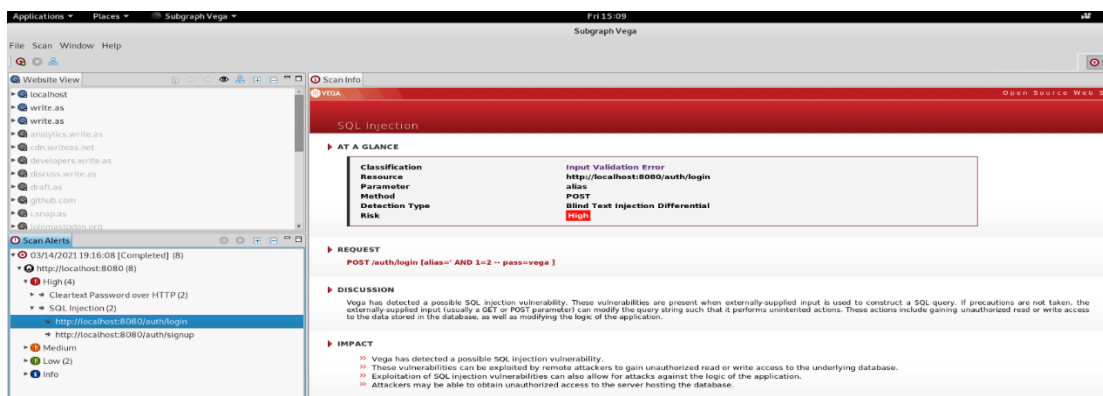 Applications Places Subgraph Vega Fri 15:09
Subgraph Vega
File Scan Window Help
Website View
localhost
write.as
write.as
analytics.write.as
cdn.writeas.net
developers.write.as
discuss.write.as
draft.as
github.com
i.snap.as
joinmastodon.org
Scan Alerts
03/14/2021 19:16:08 [Completed] (8)
http://localhost:8080 (8)
High (4)
Cleartext Password over HTTP (2)
SQL Injection (2)
http://localhost:8080/auth/login
http://localhost:8080/auth/signup
Medium
Low (2)
Info
Scan Info
VEGA Open Source Web S
SQL Injection
AT A GLANCE
Classification Input Validation Error
Resource http://localhost:8080/auth/login
Parameter alias
Method POST
Detection Type Blind Text Injection Differential
Risk High
REQUEST
POST /auth/login [alias=' AND 1=2 -- pass=vega ]
DISCUSSION
Vega has detected a possible SQL injection vulnerability. These vulnerabilities are present when externally-supplied input is used to construct a SQL query. If precautions are not taken, the
externally-supplied input (usually a GET or POST parameter) can modify the query string such that it performs unintended actions. These actions include gaining unauthorized read or write access
to the data stored in the database, as well as modifying the logic of the application.
IMPACT
Vega has detected a possible SQL injection vulnerability.
These vulnerabilities can be exploited by remote attackers to gain unauthorized read or write access to the underlying database.
Exploitation of SQL injection vulnerabilities can also allow for attacks against the logic of the application.
Attackers may be able to obtain unauthorized access to the server hosting the database.